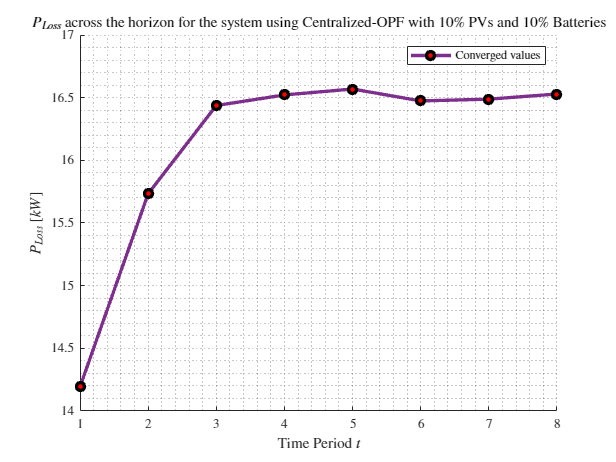 P_Loss across the horizon for the system using Centralized-OPF with 10% PVs and 10% Batteries
Converged values
17
16.5
16
15.5
15
14.5
14
P_Loss [kW]
1 2 3 4 5 6 7 8
Time Period t